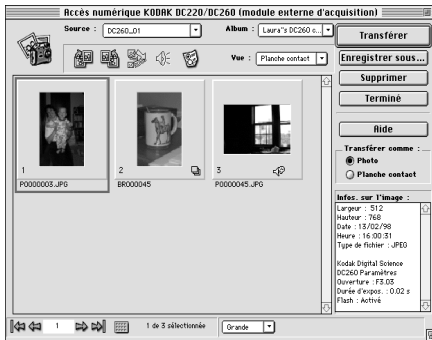 Accès numérique KODAK DC220/DC260 (module externe d'acquisition)
Source : DC260_01 Album : Laura"s DC260 c...
Vue : Planche contact
Transférer
Enregistrer sous...
Supprimer
Terminé
Aide
Transférer comme :
Photo
Planche contact
1
P0000003.JPG
2
BR000045
3
P0000045.JPG
Infos. sur l'image :
Largeur : 512
Hauteur : 768
Date : 13/02/98
Heure : 16:00:31
Type de fichier : JPEG
Kodak Digital Science
DC260 Paramètres
Ouverture : F3.03
Durée d'expos. : 0.02 s
Flash : Activé
1 1 de 3 sélectionnée Grande